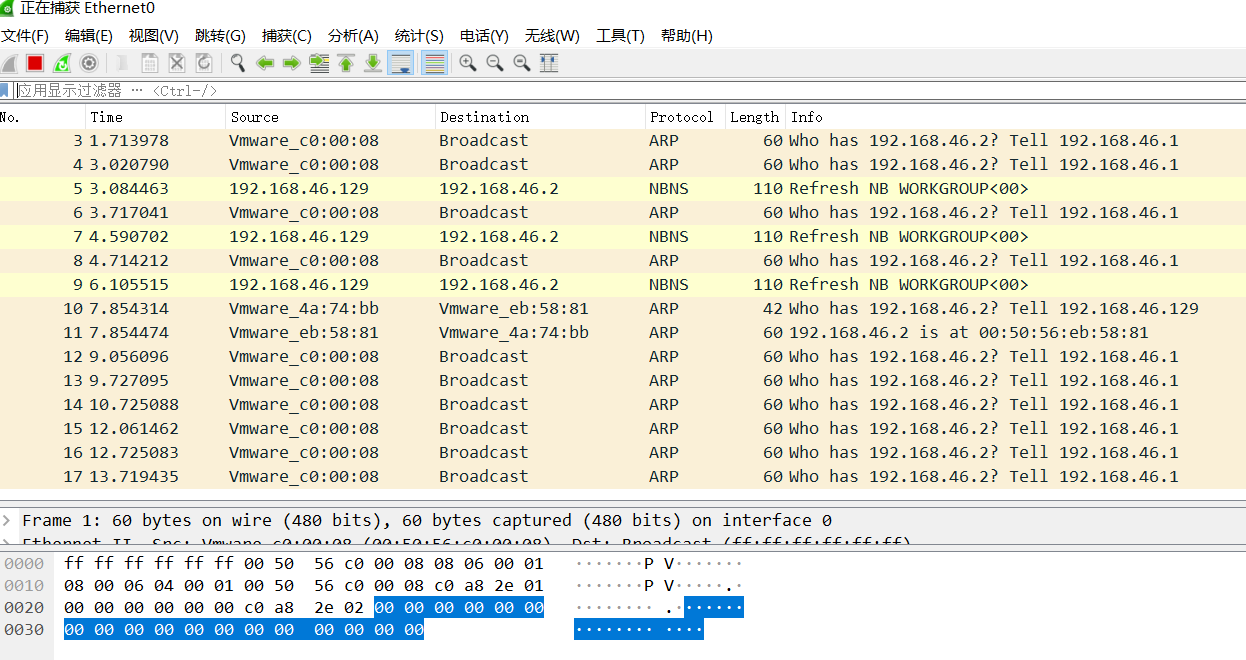 正在捕获 Ethernet0
文件(F) 编辑(E) 视图(V) 跳转(G) 捕获(C) 分析(A) 统计(S) 电话(Y) 无线(W) 工具(T) 帮助(H)
应用显示过滤器 … <Ctrl-/>
No. Time Source Destination Protocol Length Info
3 1.713978 Vmware_c0:00:08 Broadcast ARP 60 Who has 192.168.46.2? Tell 192.168.46.1
4 3.020790 Vmware_c0:00:08 Broadcast ARP 60 Who has 192.168.46.2? Tell 192.168.46.1
5 3.084463 192.168.46.129 192.168.46.2 NBNS 110 Refresh NB WORKGROUP<00>
6 3.717041 Vmware_c0:00:08 Broadcast ARP 60 Who has 192.168.46.2? Tell 192.168.46.1
7 4.590702 192.168.46.129 192.168.46.2 NBNS 110 Refresh NB WORKGROUP<00>
8 4.714212 Vmware_c0:00:08 Broadcast ARP 60 Who has 192.168.46.2? Tell 192.168.46.1
9 6.105515 192.168.46.129 192.168.46.2 NBNS 110 Refresh NB WORKGROUP<00>
10 7.854314 Vmware_4a:74:bb Vmware_eb:58:81 ARP 42 Who has 192.168.46.2? Tell 192.168.46.129
11 7.854474 Vmware_eb:58:81 Vmware_4a:74:bb ARP 60 192.168.46.2 is at 00:50:56:eb:58:81
12 9.056096 Vmware_c0:00:08 Broadcast ARP 60 Who has 192.168.46.2? Tell 192.168.46.1
13 9.727095 Vmware_c0:00:08 Broadcast ARP 60 Who has 192.168.46.2? Tell 192.168.46.1
14 10.725088 Vmware_c0:00:08 Broadcast ARP 60 Who has 192.168.46.2? Tell 192.168.46.1
15 12.061462 Vmware_c0:00:08 Broadcast ARP 60 Who has 192.168.46.2? Tell 192.168.46.1
16 12.725083 Vmware_c0:00:08 Broadcast ARP 60 Who has 192.168.46.2? Tell 192.168.46.1
17 13.719435 Vmware_c0:00:08 Broadcast ARP 60 Who has 192.168.46.2? Tell 192.168.46.1
Frame 1: 60 bytes on wire (480 bits), 60 bytes captured (480 bits) on interface 0
Ethernet II, Src: Vmware_c0:00:08 (00:50:56:c0:00:08), Dst: Broadcast (ff:ff:ff:ff:ff:ff)
0000 ff ff ff ff ff ff 00 50 56 c0 00 08 08 06 00 01 ·······P V·······
0010 08 00 06 04 00 01 00 50 56 c0 00 08 c0 a8 2e 01 ·······P V·····.·
0020 00 00 00 00 00 00 c0 a8 2e 02 00 00 00 00 00 00 ········ .·······
0030 00 00 00 00 00 00 00 00 00 00 00 00 ········ ····